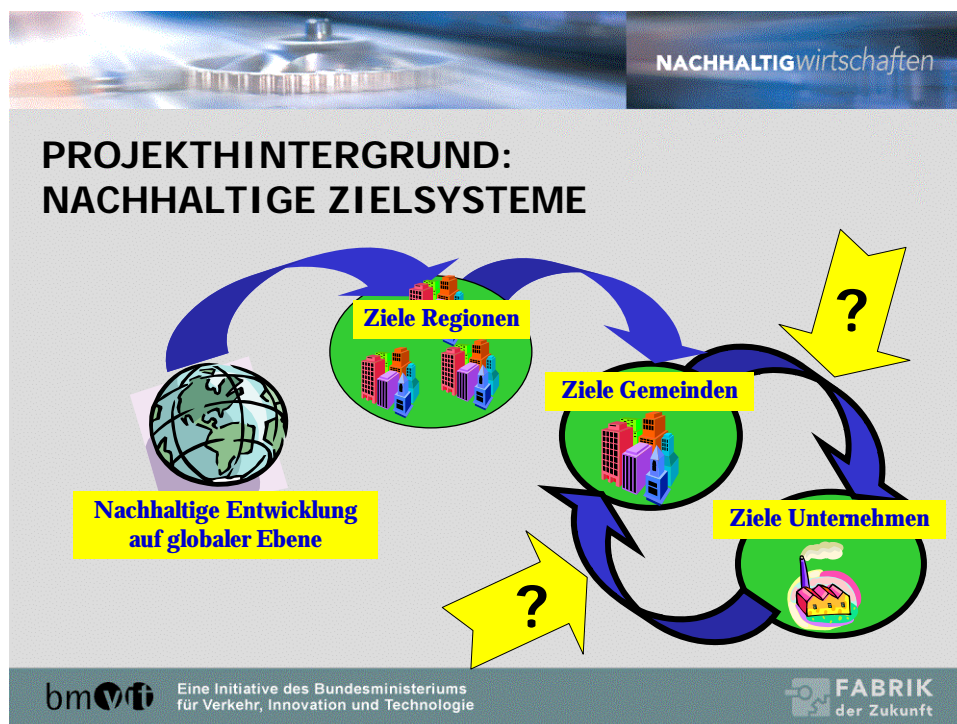 NACHHALTIGwirtschaften
PROJEKTHINTERGRUND:
NACHHALTIGE ZIELSYSTEME
?
Ziele Regionen
Ziele Gemeinden
Nachhaltige Entwicklung
auf globaler Ebene
Ziele Unternehmen
?
bmvit
Eine Initiative des Bundesministeriums
für Verkehr, Innovation und Technologie
FABRIK
der Zukunft